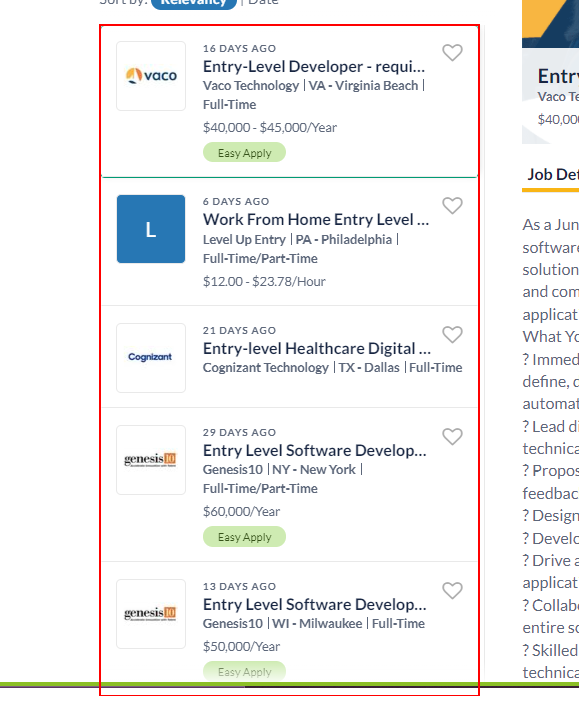 Sort by: Relevancy | Date
vaco
16 DAYS AGO
Entry-Level Developer - requi...
Vaco Technology | VA - Virginia Beach |
Full-Time
$40,000 - $45,000/Year
Easy Apply
L
6 DAYS AGO
Work From Home Entry Level ...
Level Up Entry | PA - Philadelphia |
Full-Time/Part-Time
$12.00 - $23.78/Hour
Cognizant
21 DAYS AGO
Entry-level Healthcare Digital ...
Cognizant Technology | TX - Dallas | Full-Time
genesis10
29 DAYS AGO
Entry Level Software Develop...
Genesis10 | NY - New York |
Full-Time/Part-Time
$60,000/Year
Easy Apply
genesis10
13 DAYS AGO
Entry Level Software Develop...
Genesis10 | WI - Milwaukee | Full-Time
$50,000/Year
Easy Apply
Entry
Vaco Te
$40,000
Job Det
As a Jun
software
solution
and com
applicat
What Yo
? Immed
define, d
automat
? Lead di
technica
? Propos
feedbac
? Design
? Develo
? Drive a
applicat
? Collabo
entire so
? Skilled
technica